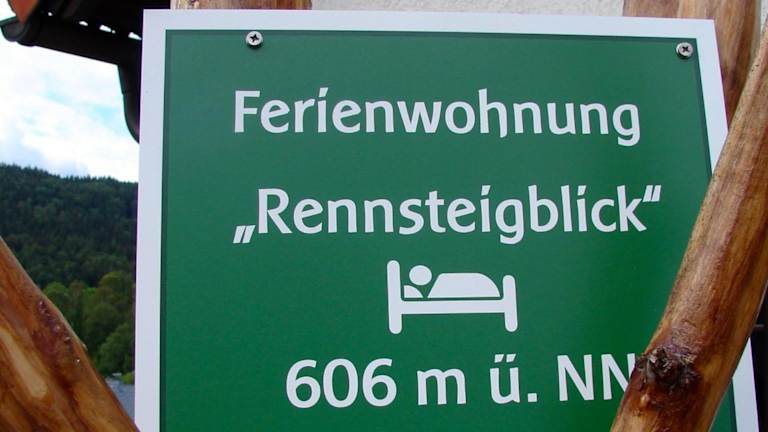 Ferienwohnung
„Rennsteigblick“
606 m ü. NN